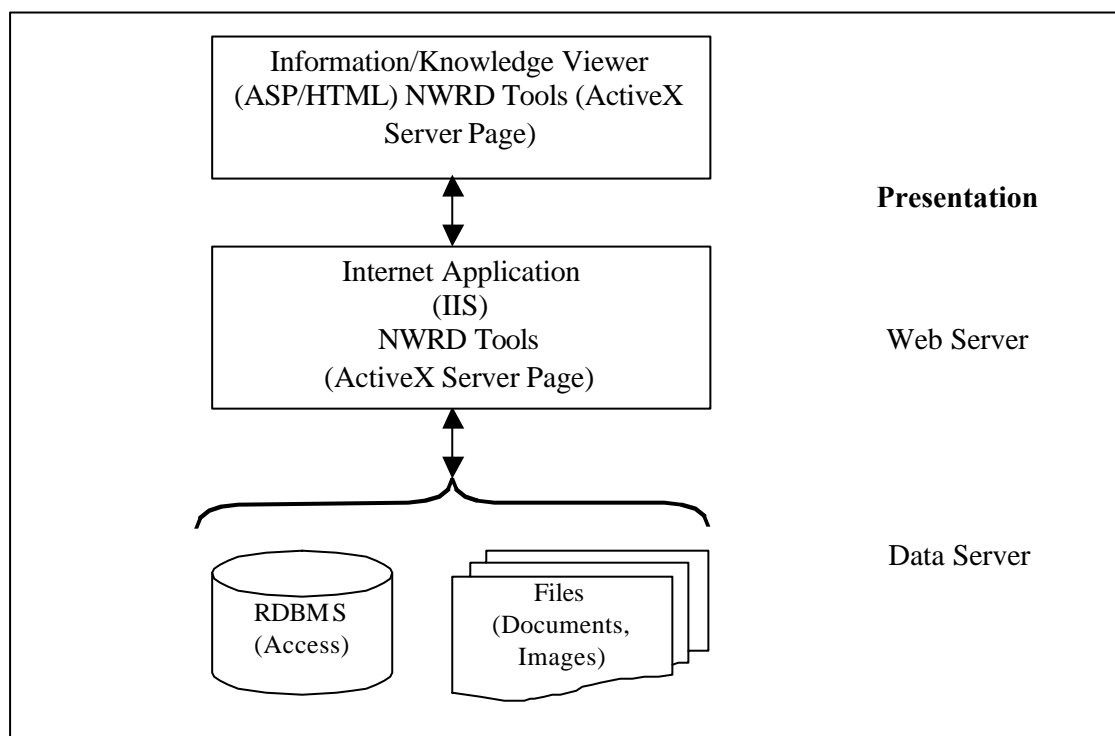 Information/Knowledge Viewer
(ASP/HTML) NWRD Tools (ActiveX
Server Page)
Presentation
Internet Application
(IIS)
NWRD Tools
(ActiveX Server Page)
Web Server
Data Server
RDBMS
(Access)
Files
(Documents,
Images)